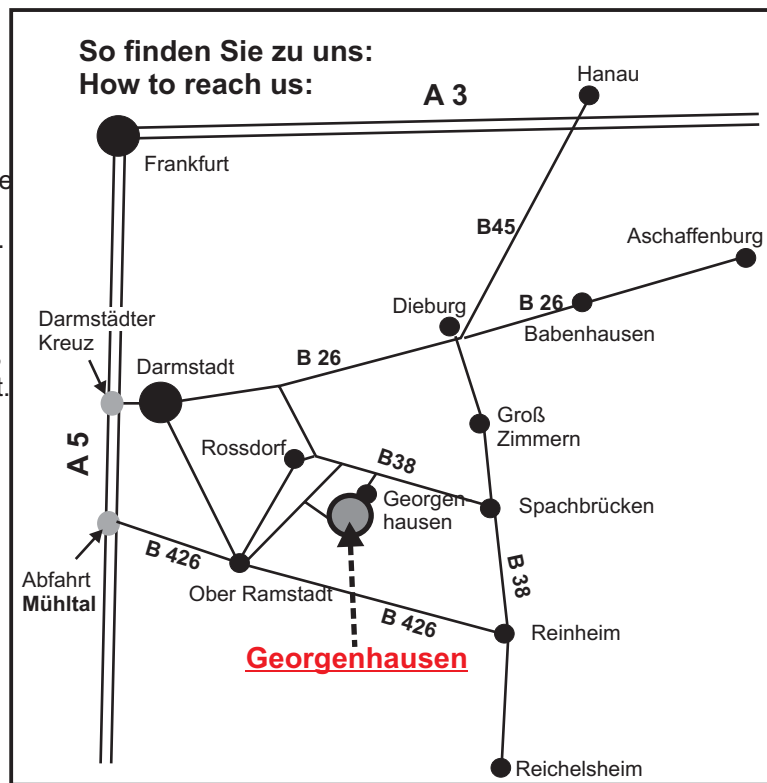 So finden Sie zu uns:
How to reach us:
Hanau
A 3
Frankfurt
e
.
B45
Aschaffenburg
Dieburg
B 26
Babenhausen
Darmstädter
Kreuz
Darmstadt
B 26
t.
Groß
Zimmern
A 5
Rossdorf
B38
Georgen
hausen
Spachbrücken
B 426
Abfahrt
Mühltal
Ober Ramstadt
B 38
B 426
Reinheim
Georgenhausen
Reichelsheim